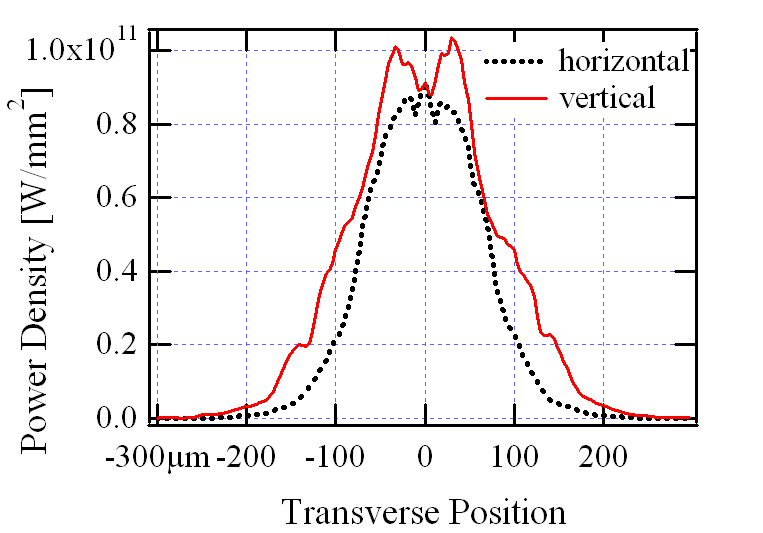 1.0x10^11
0.8
0.6
0.4
0.2
0.0
Power Density [W/mm^2]
horizontal
vertical
-300µm -200 -100 0 100 200
Transverse Position